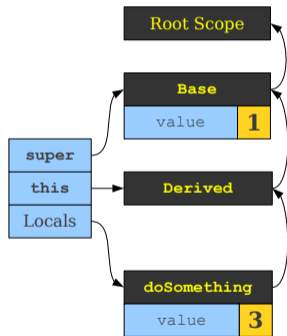 Root Scope
Base
value 1
super
this
Locals
Derived
doSomething
value 3